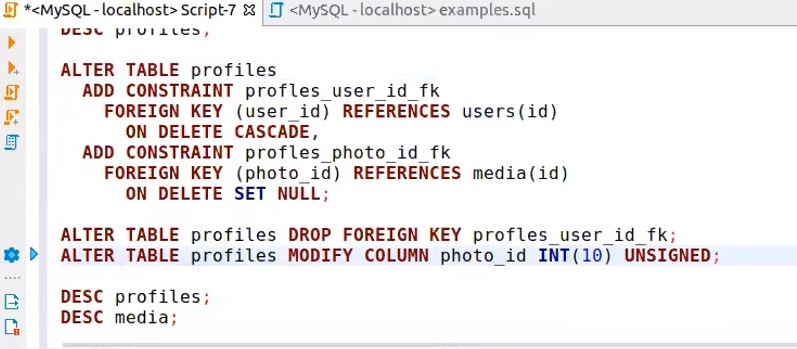 *<MySQL - localhost> Script-7
<MySQL - localhost> examples.sql
DESC profiles;
ALTER TABLE profiles
ADD CONSTRAINT profles_user_id_fk
FOREIGN KEY (user_id) REFERENCES users(id)
ON DELETE CASCADE,
ADD CONSTRAINT profles_photo_id_fk
FOREIGN KEY (photo_id) REFERENCES media(id)
ON DELETE SET NULL;
ALTER TABLE profiles DROP FOREIGN KEY profles_user_id_fk;
ALTER TABLE profiles MODIFY COLUMN photo_id INT(10) UNSIGNED;
DESC profiles;
DESC media;